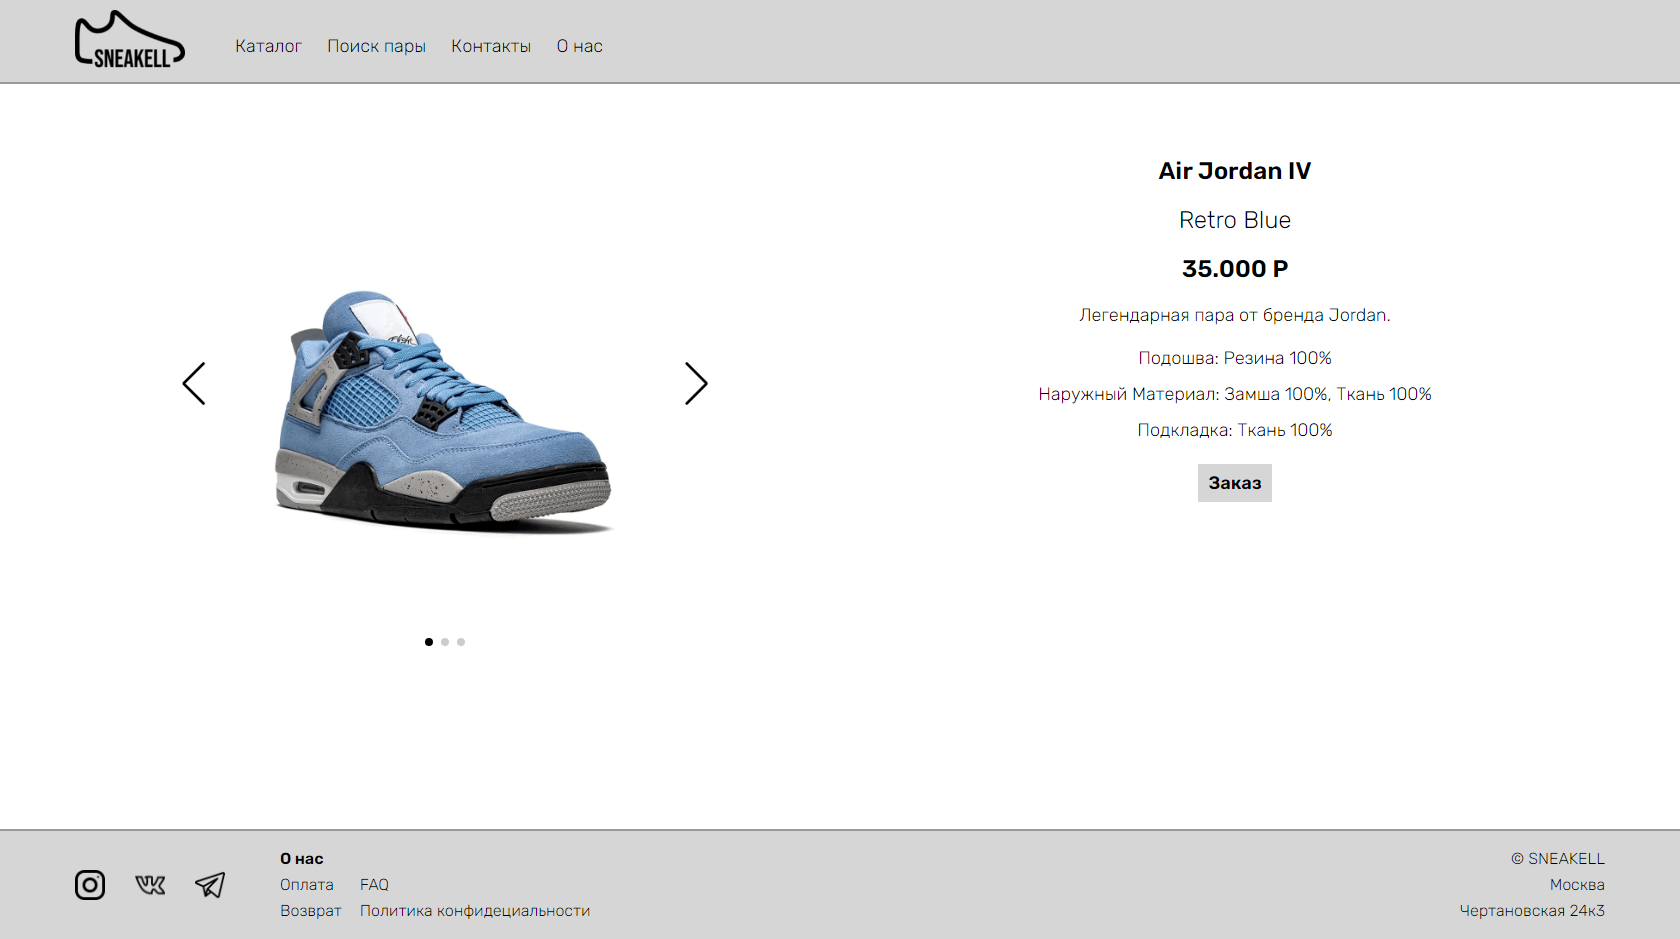 SNEAKELL
Каталог Поиск пары Контакты О нас
Air Jordan IV
Retro Blue
35.000 Р
Легендарная пара от бренда Jordan.
Подошва: Резина 100%
Наружный Материал: Замша 100%, Ткань 100%
Подкладка: Ткань 100%
Заказ
О нас
Оплата FAQ
Возврат Политика конфидециальности
© SNEAKELL
Москва
Чертановская 24к3